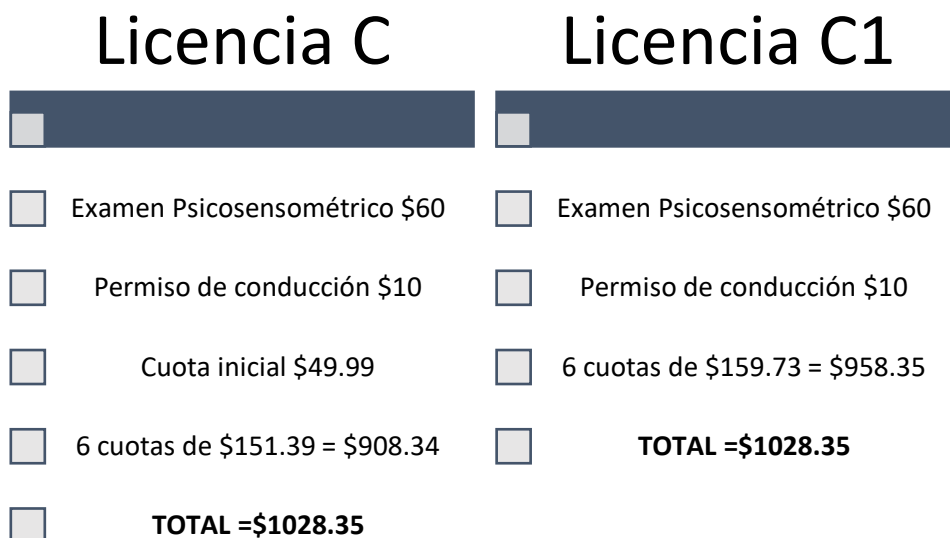 Licencia C
Examen Psicosensométrico $60
Permiso de conducción $10
Cuota inicial $49.99
6 cuotas de $151.39 = $908.34
TOTAL =$1028.35
Licencia C1
Examen Psicosensométrico $60
Permiso de conducción $10
6 cuotas de $159.73 = $958.35
TOTAL =$1028.35